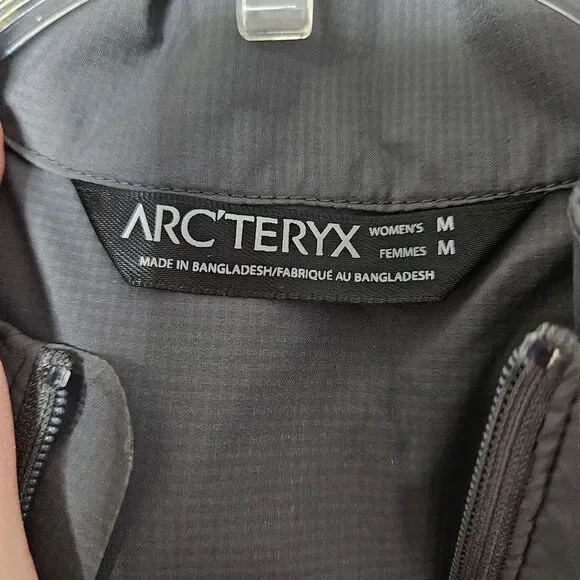 ARC'TERYX WOMEN'S M
FEMMES M
MADE IN BANGLADESH/FABRIQUÉ AU BANGLADESH